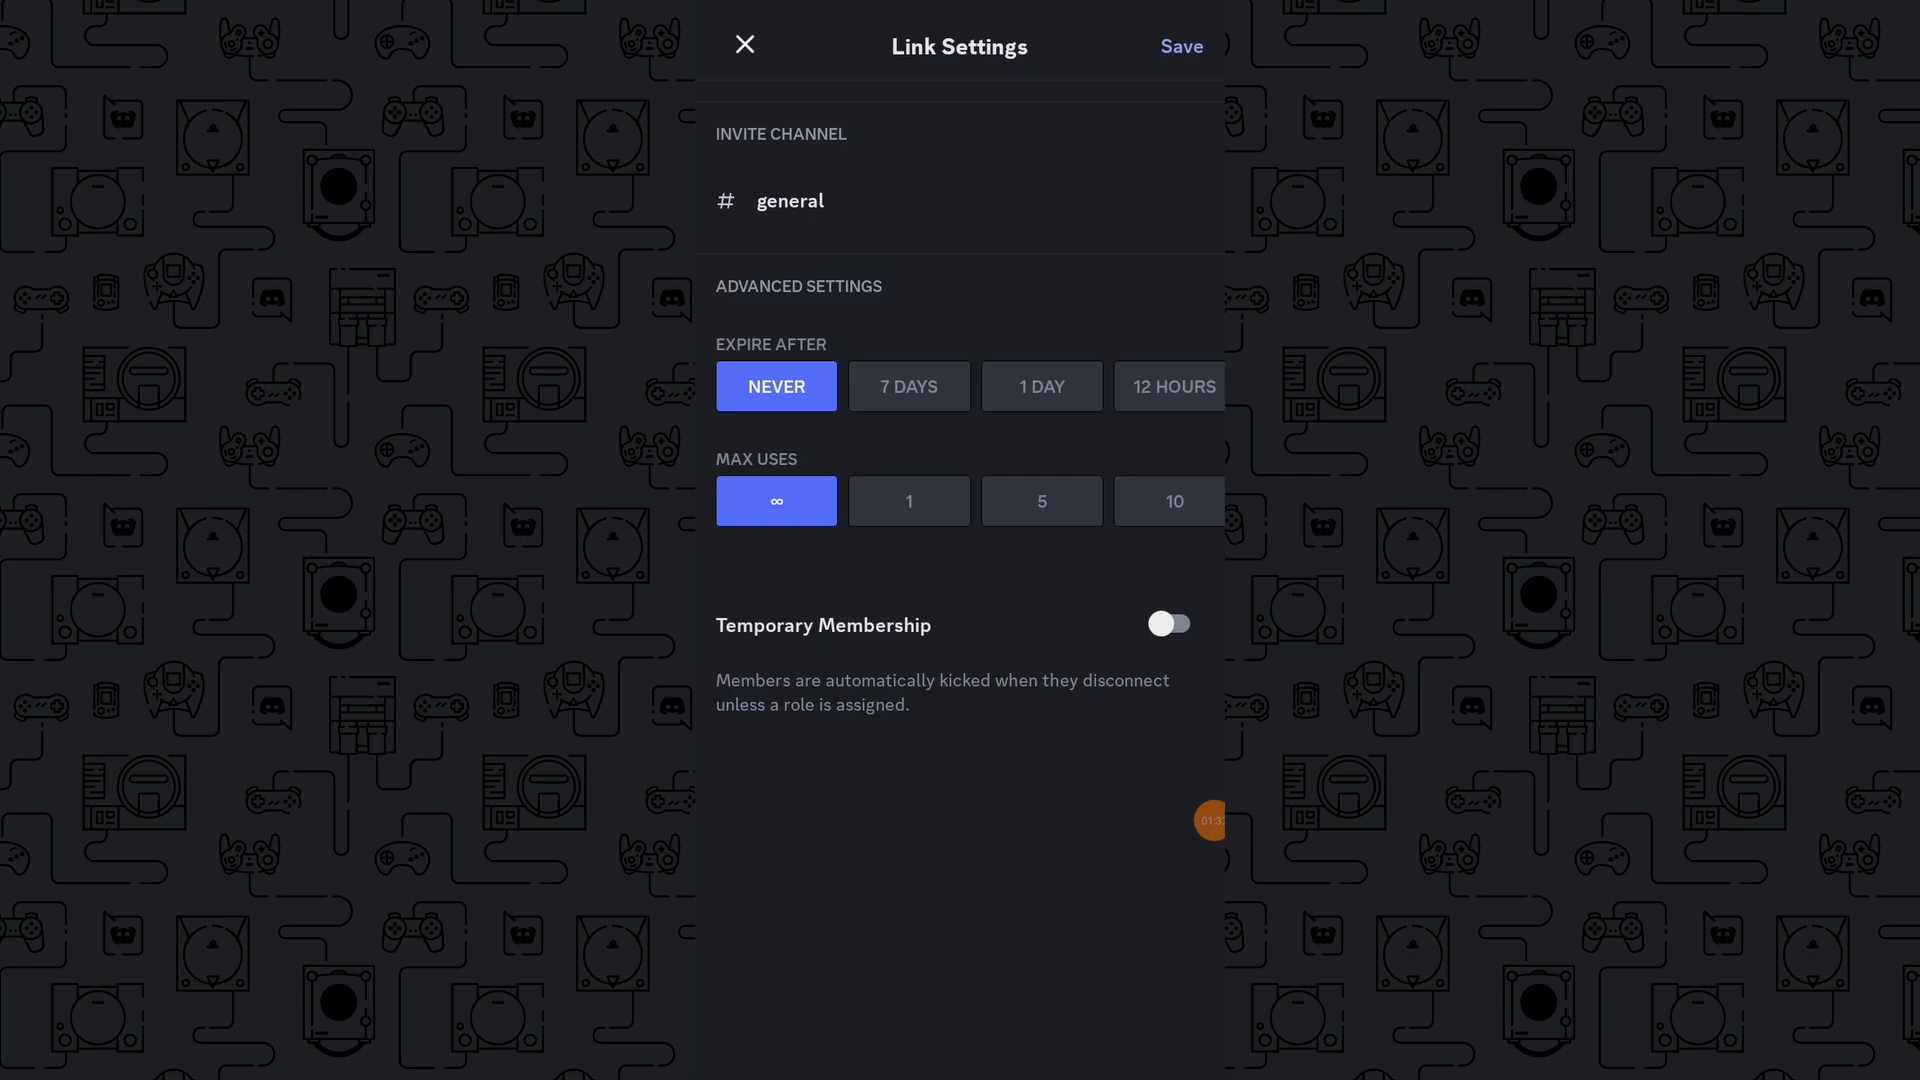 Link Settings
Save
INVITE CHANNEL
# general
ADVANCED SETTINGS
EXPIRE AFTER
NEVER
7 DAYS
1 DAY
12 HOURS
MAX USES
∞
1
5
10
Temporary Membership
Members are automatically kicked when they disconnect
unless a role is assigned.